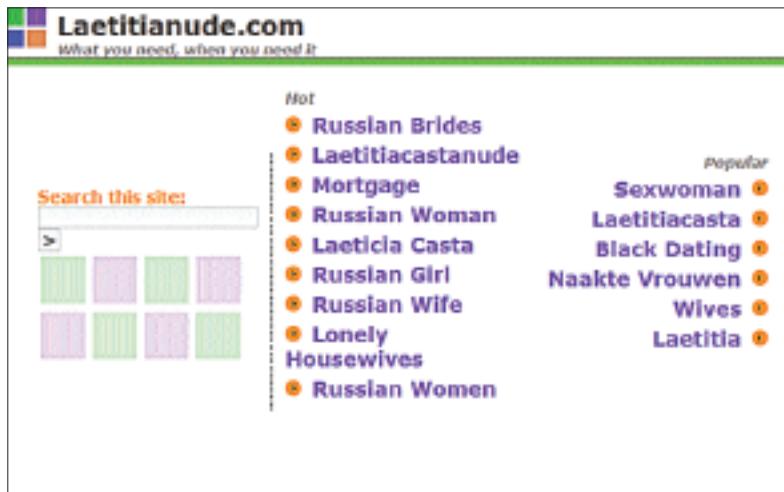 Laetitianude.com
What you need, when you need it
Hot
Russian Brides
Laetitiacastanude
Mortgage
Russian Woman
Laeticia Casta
Russian Girl
Russian Wife
Lonely
Housewives
Russian Women
Search this site:
>
Popular
Sexwoman
Laetitiacasta
Black Dating
Naakte Vrouwen
Wives
Laetitia